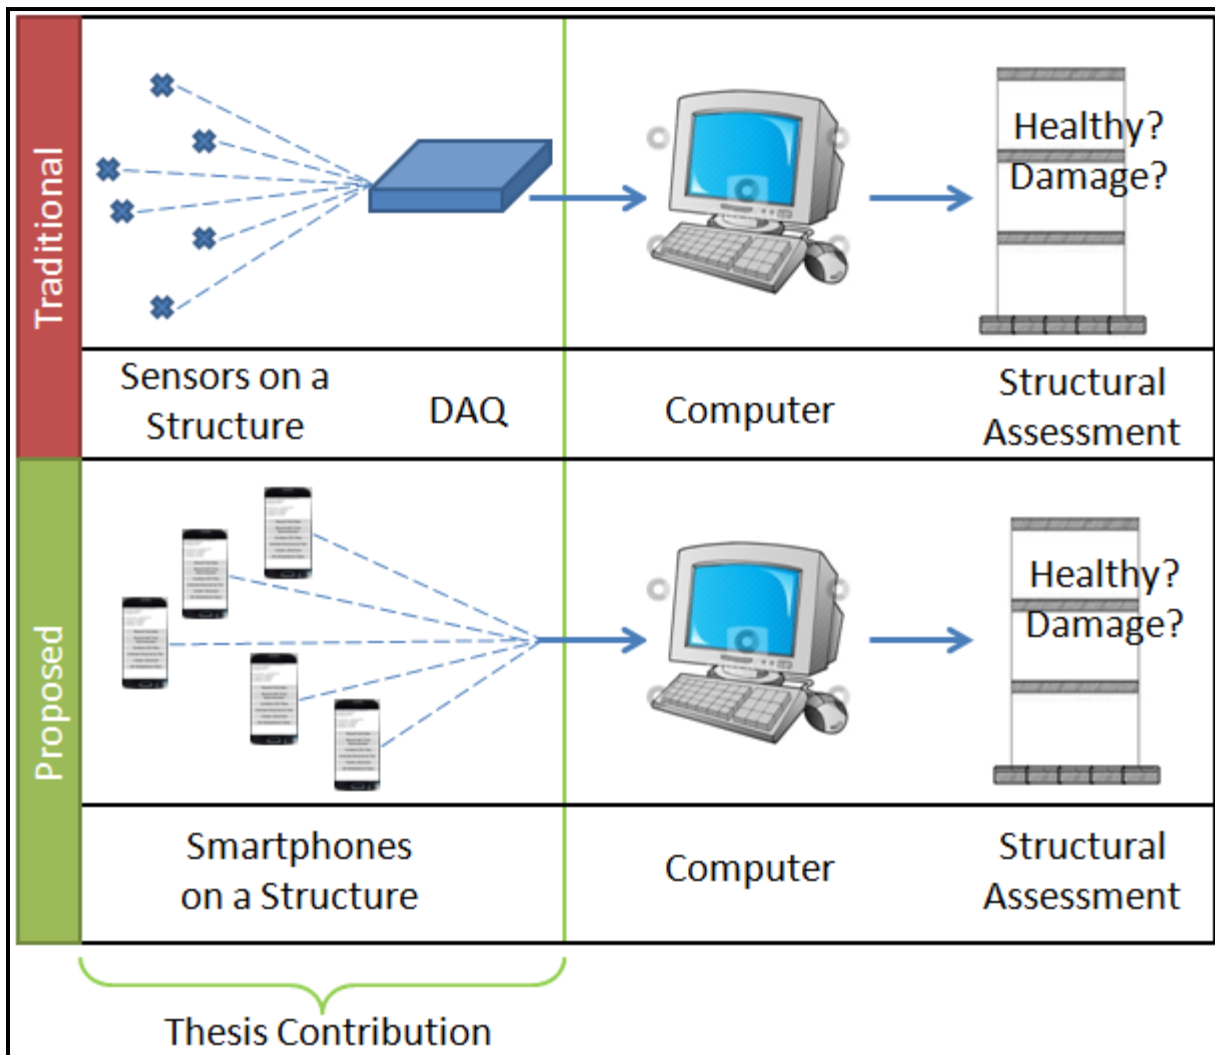 Traditional
Healthy?
Damage?
Sensors on a
Structure
DAQ
Computer
Structural
Assessment
Proposed
Healthy?
Damage?
Smartphones
on a Structure
Computer
Structural
Assessment
Thesis Contribution